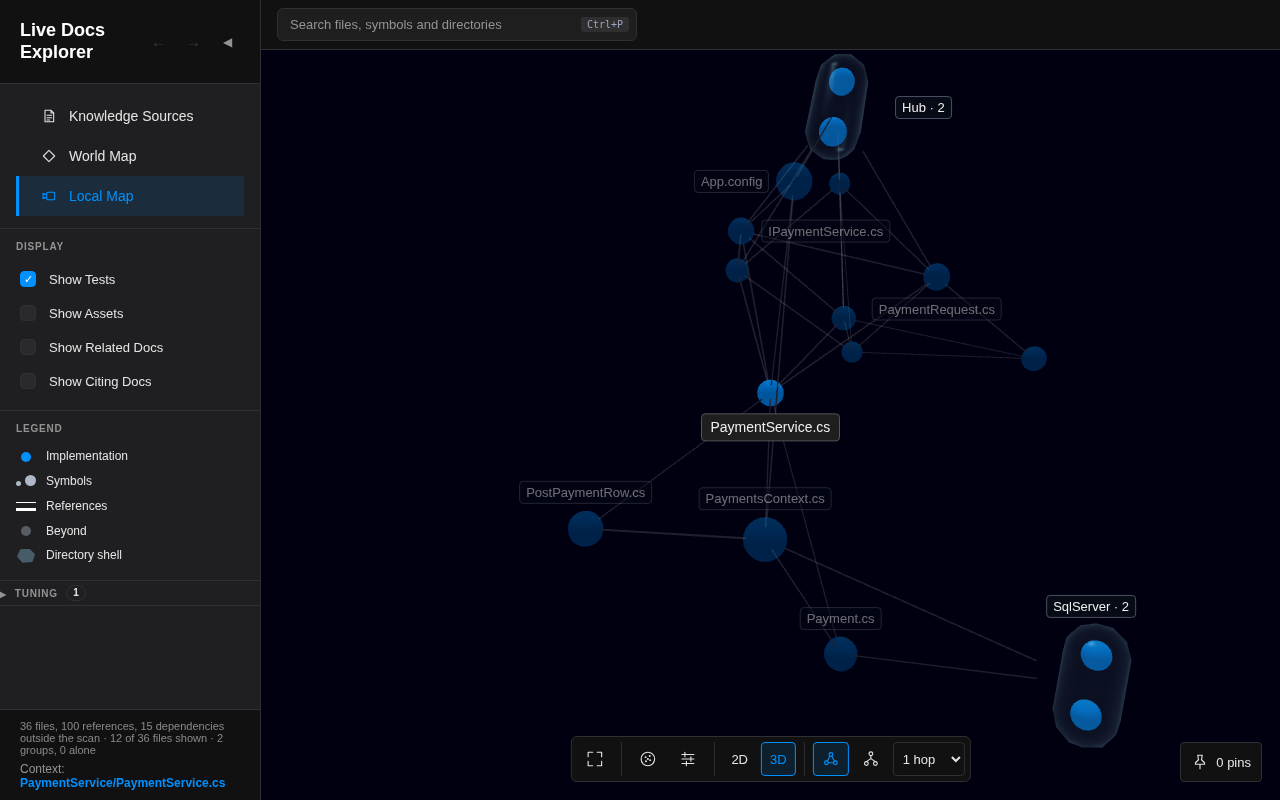 Live Docs
Explorer
Search files, symbols and directories
Ctrl+P
Knowledge Sources
World Map
Local Map
DISPLAY
Show Tests
Show Assets
Show Related Docs
Show Citing Docs
LEGEND
Implementation
Symbols
References
Beyond
Directory shell
TUNING 1
36 files, 100 references, 15 dependencies
outside the scan · 12 of 36 files shown · 2
groups, 0 alone
Context:
PaymentService/PaymentService.cs
Hub · 2
App.config
IPaymentService.cs
PaymentRequest.cs
PaymentService.cs
PostPaymentRow.cs
PaymentsContext.cs
SqlServer · 2
Payment.cs
2D
3D
1 hop
0 pins